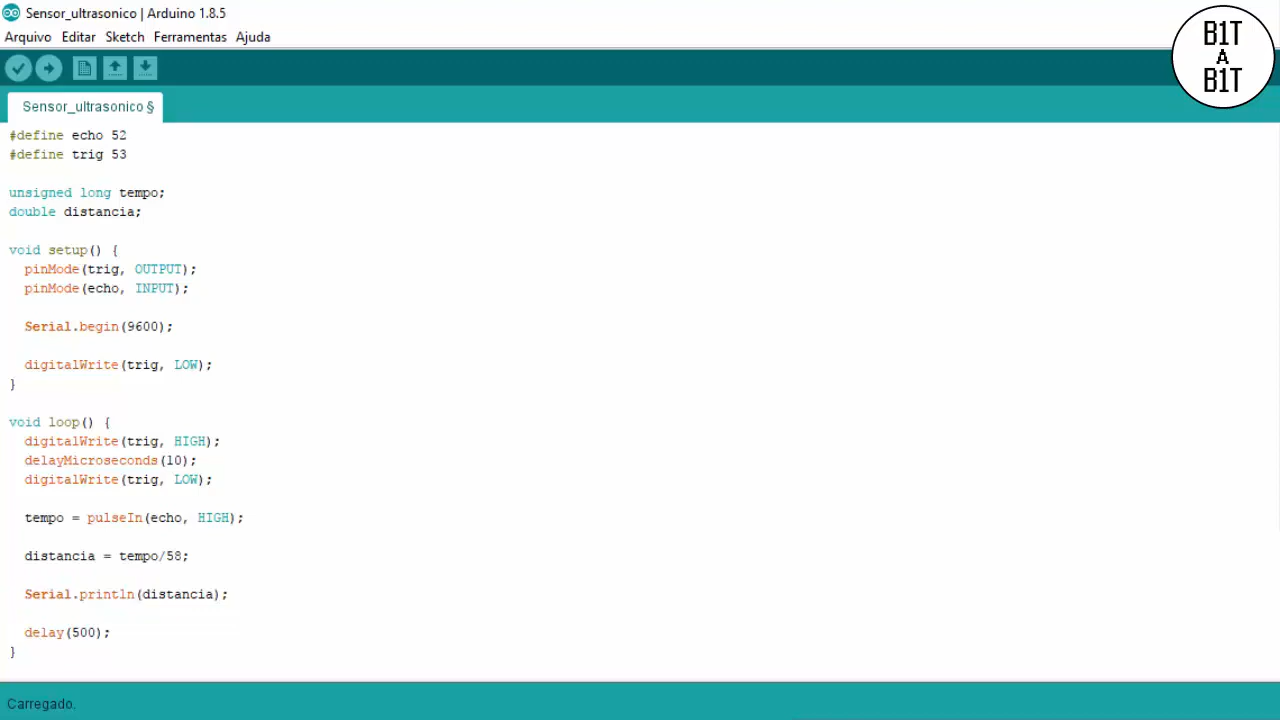 Sensor_ultrasonico | Arduino 1.8.5
Arquivo Editar Sketch Ferramentas Ajuda
B1T
A
B1T
Sensor_ultrasonico §
#define echo 52
#define trig 53
unsigned long tempo;
double distancia;
void setup() {
pinMode(trig, OUTPUT);
pinMode(echo, INPUT);
Serial.begin(9600);
digitalWrite(trig, LOW);
}
void loop() {
digitalWrite(trig, HIGH);
delayMicroseconds(10);
digitalWrite(trig, LOW);
tempo = pulseIn(echo, HIGH);
distancia = tempo/58;
Serial.println(distancia);
delay(500);
}
Carregado.